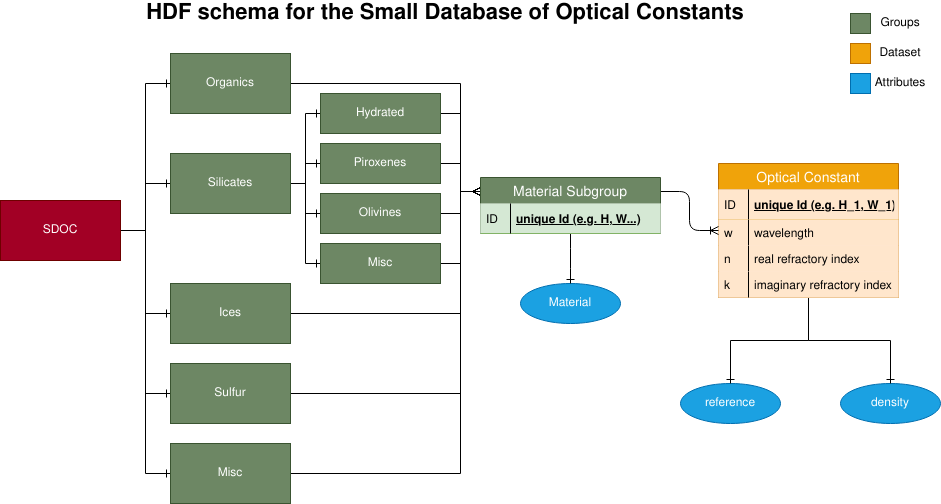 HDF schema for the Small Database of Optical Constants
Groups
Dataset
Attributes
SDOC
Organics
Silicates
Ices
Sulfur
Misc
Hydrated
Piroxenes
Olivines
Misc
Material Subgroup
ID unique Id (e.g. H, W...)
Material
Optical Constant
ID unique Id (e.g. H_1, W_1)
w wavelength
n real refractory index
k imaginary refractory index
reference
density